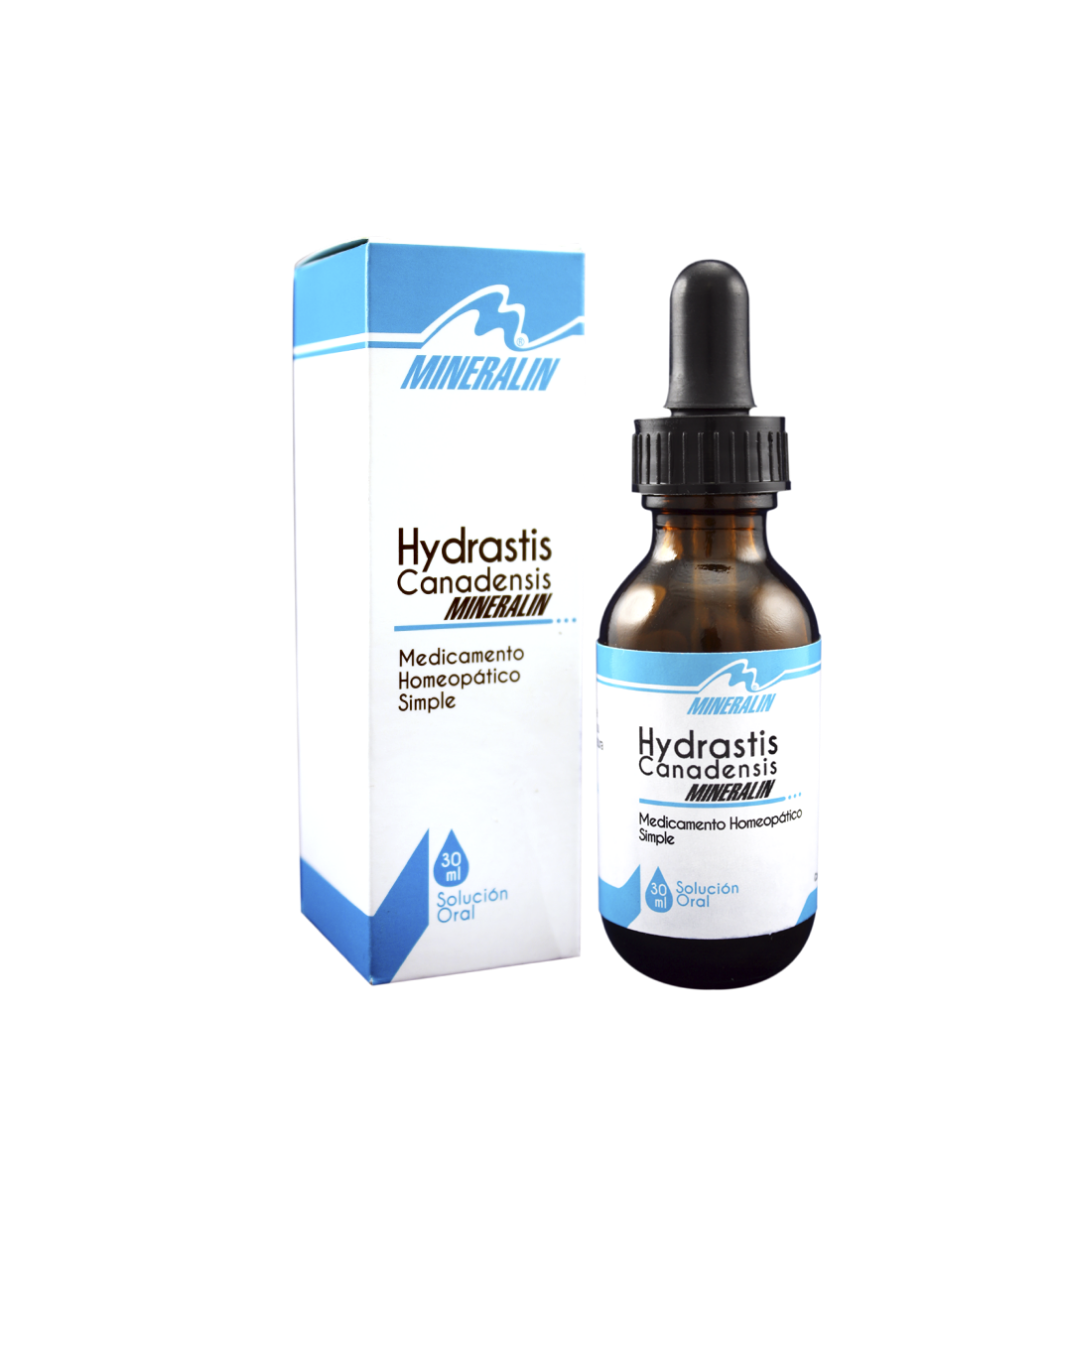 MINERALIN
Hydrastis
Canadensis
MINERALIN
Medicamento
Homeopático
Simple
30
ml
Solución
Oral
MINERALIN
Hydrastis
Canadensis
MINERALIN
Medicamento Homeopático
Simple
30
ml
Solución
Oral